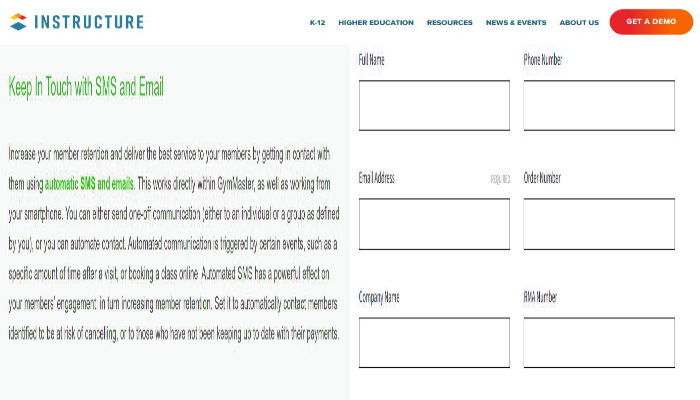 INSTRUCTURE
K-12 HIGHER EDUCATION RESOURCES NEWS & EVENTS ABOUT US GET A DEMO
Keep In Touch with SMS and Email
Increase your member retention and deliver the best service to your members by getting in contact with
them using automatic SMS and emails. This works directly within GymMaster, as well as working from
your smartphone. You can either send one-off communication (either to an individual or a group as defined
by you), or you can automate contact. Automated communication is triggered by certain events, such as a
specific amount of time after a visit, or booking a class online. Automated SMS has a powerful effect on
your members' engagement; in turn increasing member retention. Set it to automatically contact members
identified to be at risk of cancelling, or to those who have not been keeping up to date with their payments.
Full Name
Phone Number
Email Address REQUIRED
Order Number
Company Name
RMA Number